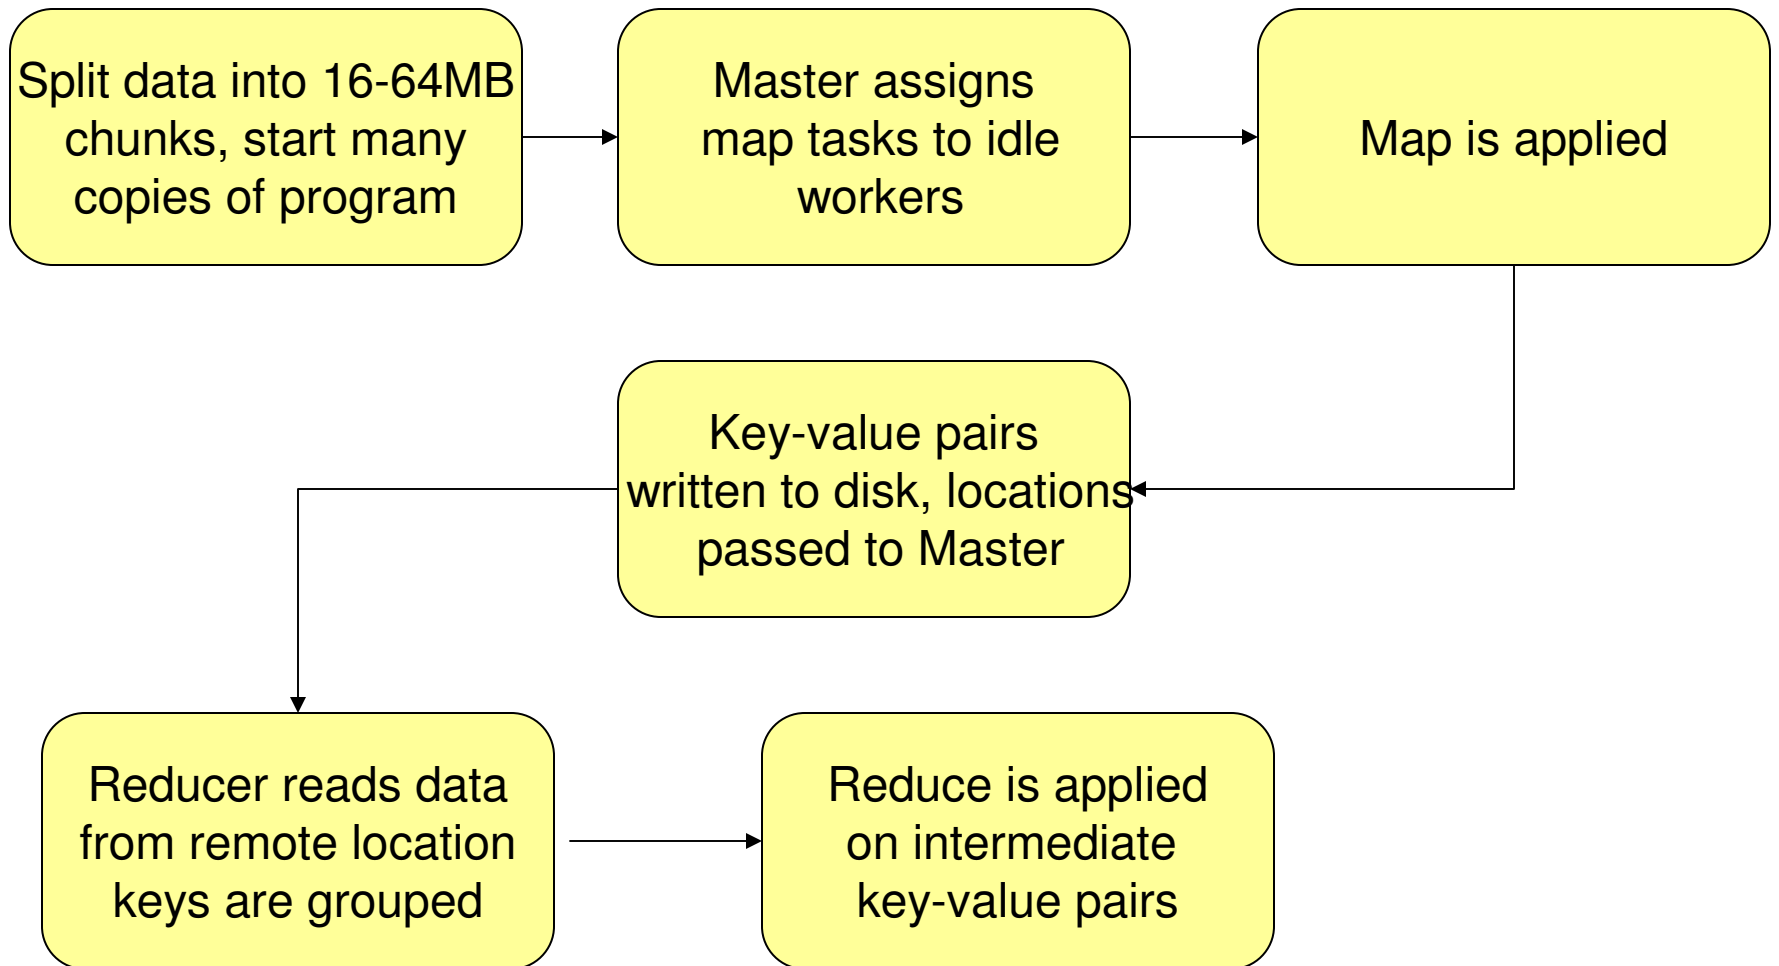 Split data into 16-64MB
chunks, start many
copies of program
Master assigns
map tasks to idle
workers
Map is applied
Key-value pairs
written to disk, locations
passed to Master
Reducer reads data
from remote location
keys are grouped
Reduce is applied
on intermediate
key-value pairs